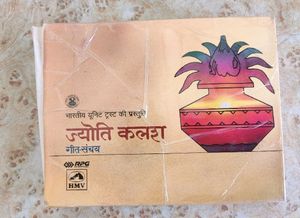 भारतीय यूनिट ट्रस्ट की प्रस्तुति
ज्योति कलश
गीत-संचय
RPG
HMV